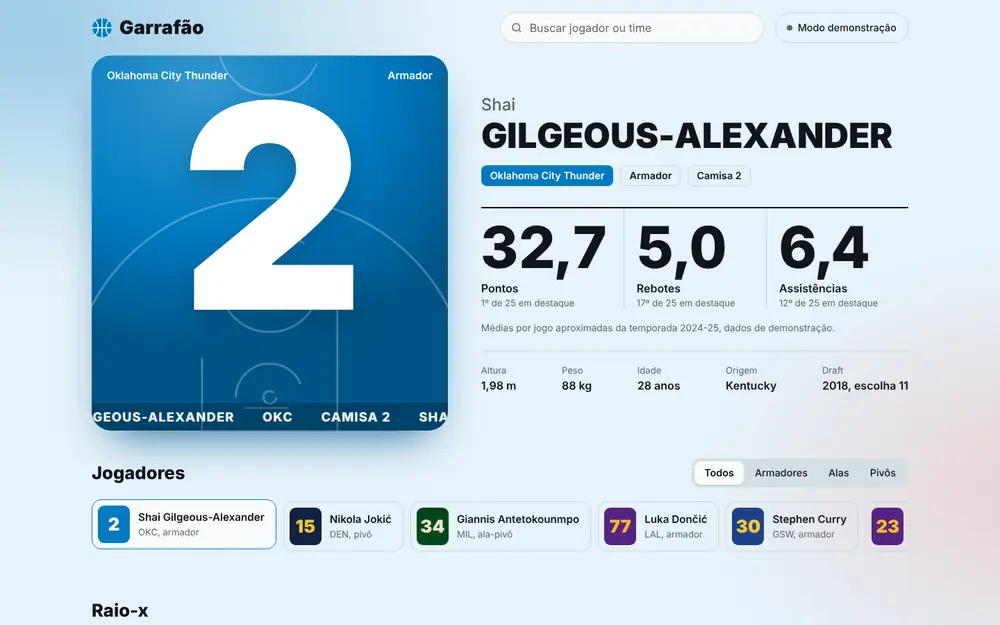 Garrafão
Buscar jogador ou time
Modo demonstração
Oklahoma City Thunder
Armador
2
GEOUS-ALEXANDER OKC CAMISA 2 SHA
Shai
GILGEOUS-ALEXANDER
Oklahoma City Thunder Armador Camisa 2
32,7 5,0 6,4
Pontos Rebotes Assistências
1º de 25 em destaque 17º de 25 em destaque 12º de 25 em destaque
Médias por jogo aproximadas da temporada 2024-25, dados de demonstração.
Altura Peso Idade Origem Draft
1,98 m 88 kg 28 anos Kentucky 2018, escolha 11
Jogadores
Todos Armadores Alas Pivôs
2 Shai Gilgeous-Alexander
OKC, armador
15 Nikola Jokić
DEN, pivô
34 Giannis Antetokounmpo
MIL, ala-pivô
77 Luka Dončić
LAL, armador
30 Stephen Curry
GSW, armador
23
Raio-x